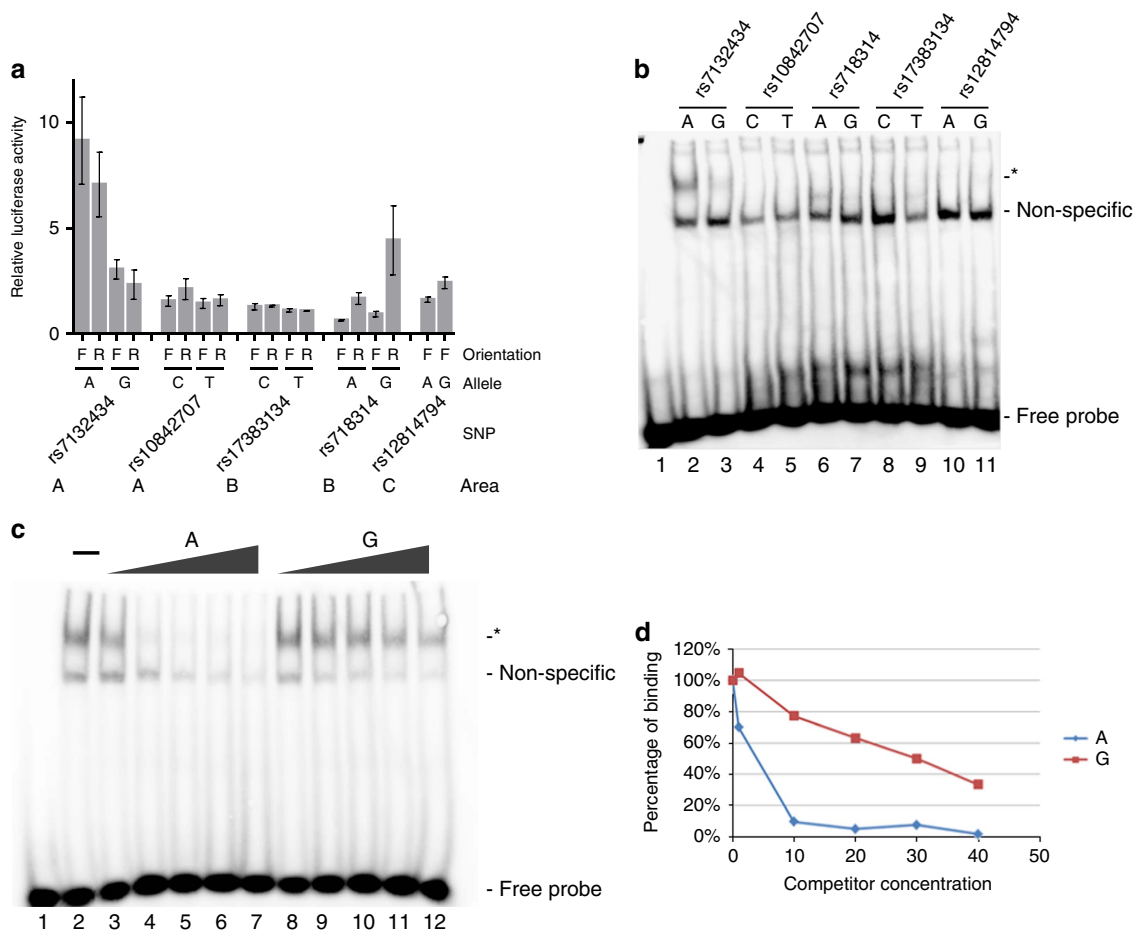 a
Relative luciferase activity
10
5
0
F R F R F R F R F R F R F R F R F F Orientation
A G C T C T A G A G Allele
rs7132434 rs10842707 rs17383134 rs718314 rs12814794 SNP
A A B B C Area
b
rs7132434 rs10842707 rs718314 rs17383134 rs12814794
A G C T A G C T A G
-*
- Non-specific
- Free probe
1 2 3 4 5 6 7 8 9 10 11
c
A G
-*
- Non-specific
- Free probe
1 2 3 4 5 6 7 8 9 10 11 12
d
Percentage of binding
120%
100%
80%
60%
40%
20%
0%
0 10 20 30 40 50
Competitor concentration
A
G